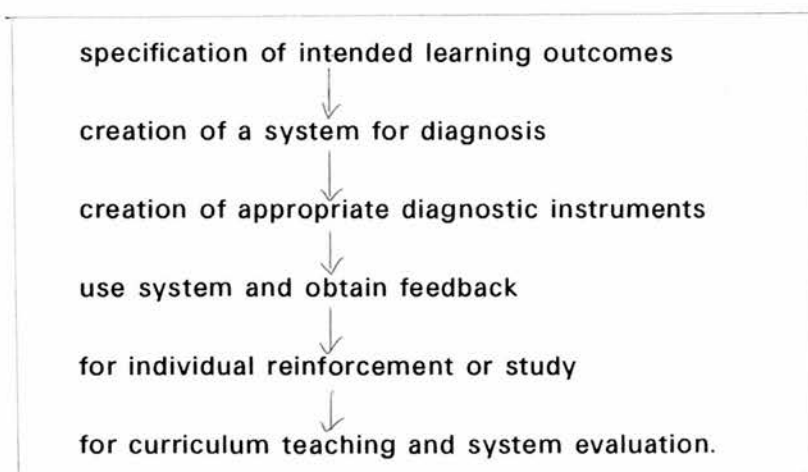 specification of intended learning outcomes
creation of a system for diagnosis
creation of appropriate diagnostic instruments
use system and obtain feedback
for individual reinforcement or study
for curriculum teaching and system evaluation.